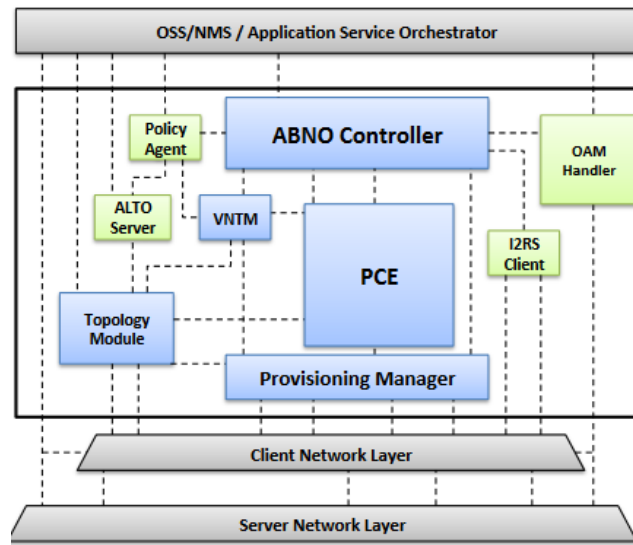 OSS/NMS / Application Service Orchestrator
Policy
Agent
ABNO Controller
OAM
Handler
ALTO
Server
VNTM
I2RS
Client
PCE
Topology
Module
Provisioning Manager
Client Network Layer
Server Network Layer